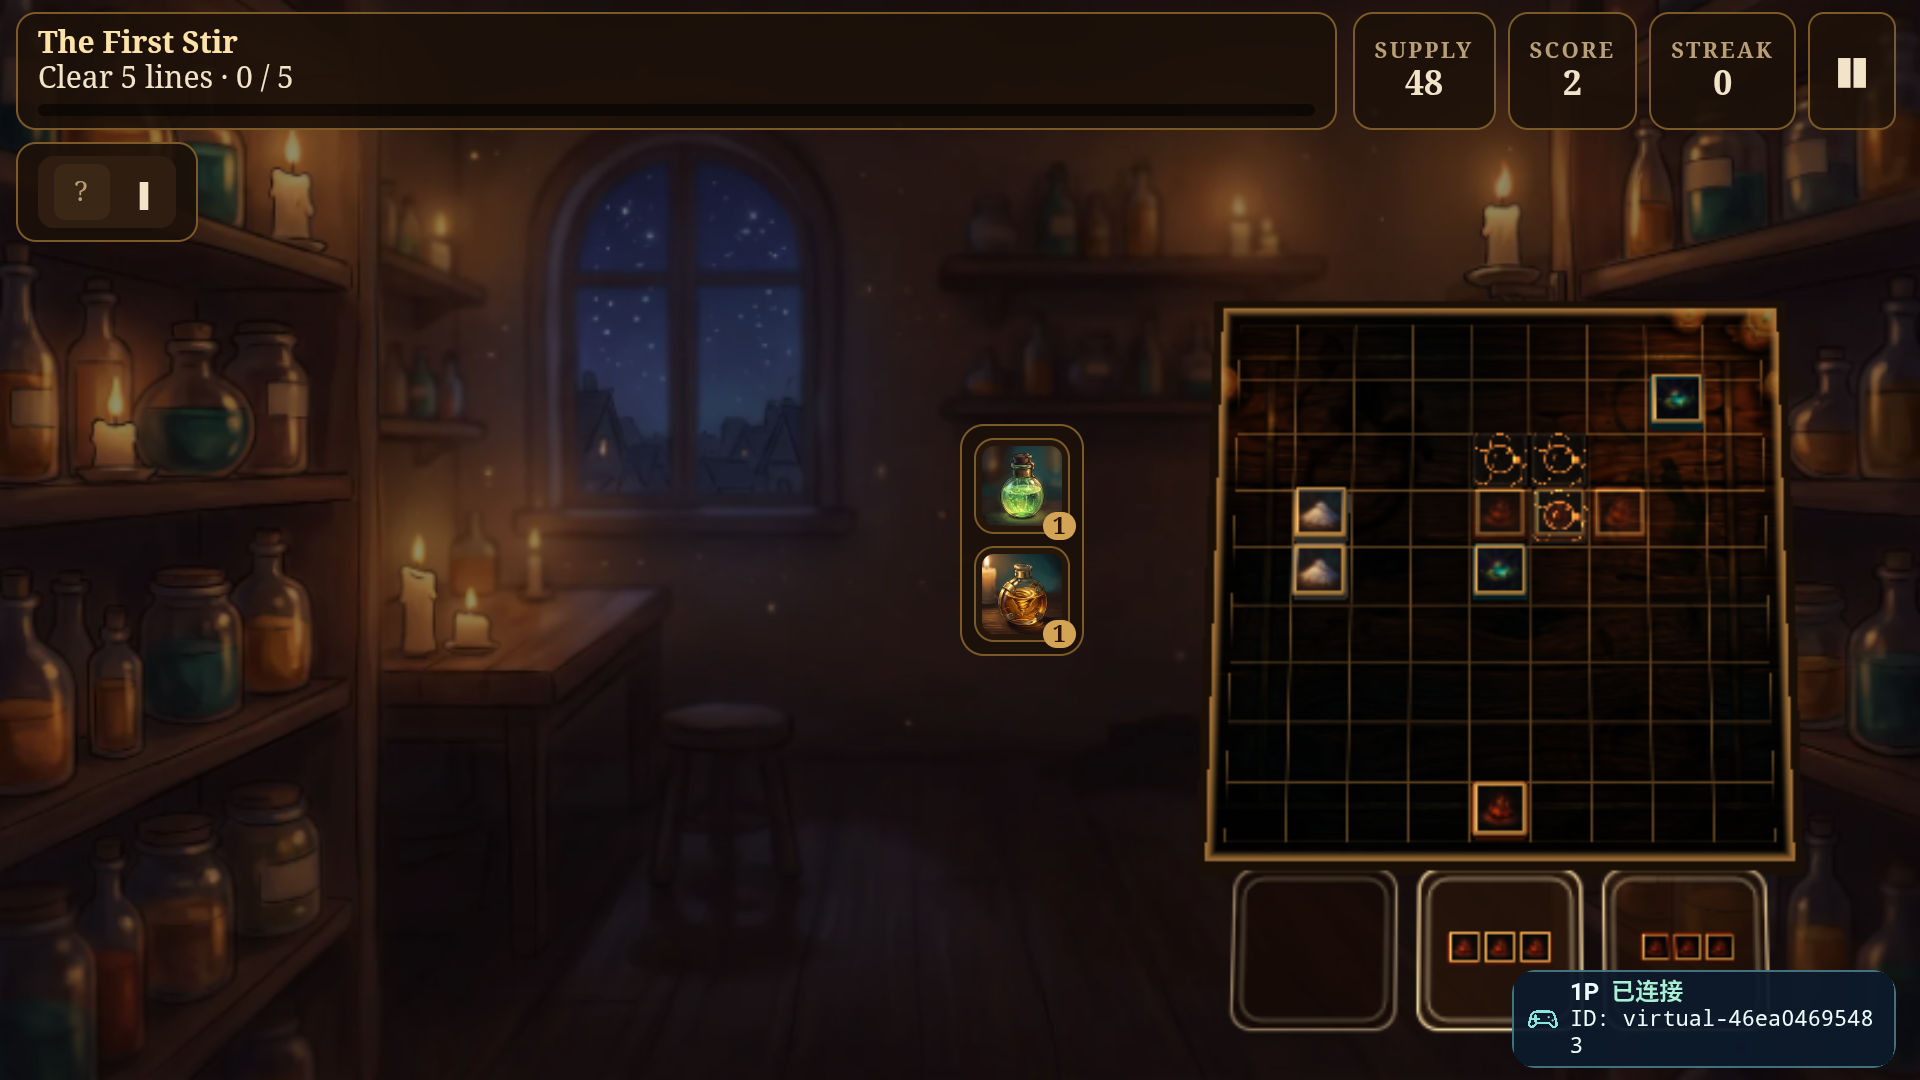 The First Stir
Clear 5 lines · 0 / 5
SUPPLY
48
SCORE
2
STREAK
0
?
1
1
1P 已连接
ID: virtual-46ea0469548
3